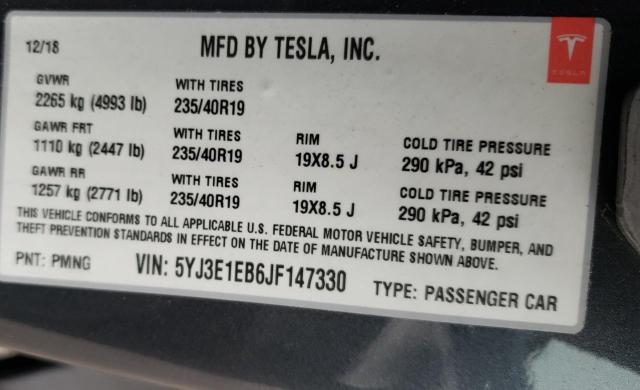 12/18
MFD BY TESLA, INC.
TESLA
GVWR
2265 kg (4993 lb)
WITH TIRES
235/40R19
GAWR FRT
1110 kg (2447 lb)
WITH TIRES
235/40R19
RIM
19X8.5 J
COLD TIRE PRESSURE
290 kPa, 42 psi
GAWR RR
1257 kg (2771 lb)
WITH TIRES
235/40R19
RIM
19X8.5 J
COLD TIRE PRESSURE
290 kPa, 42 psi
THIS VEHICLE CONFORMS TO ALL APPLICABLE U.S. FEDERAL MOTOR VEHICLE SAFETY, BUMPER, AND
THEFT PREVENTION STANDARDS IN EFFECT ON THE DATE OF MANUFACTURE SHOWN ABOVE.
PNT: PMNG
VIN: 5YJ3E1EB6JF147330
TYPE: PASSENGER CAR